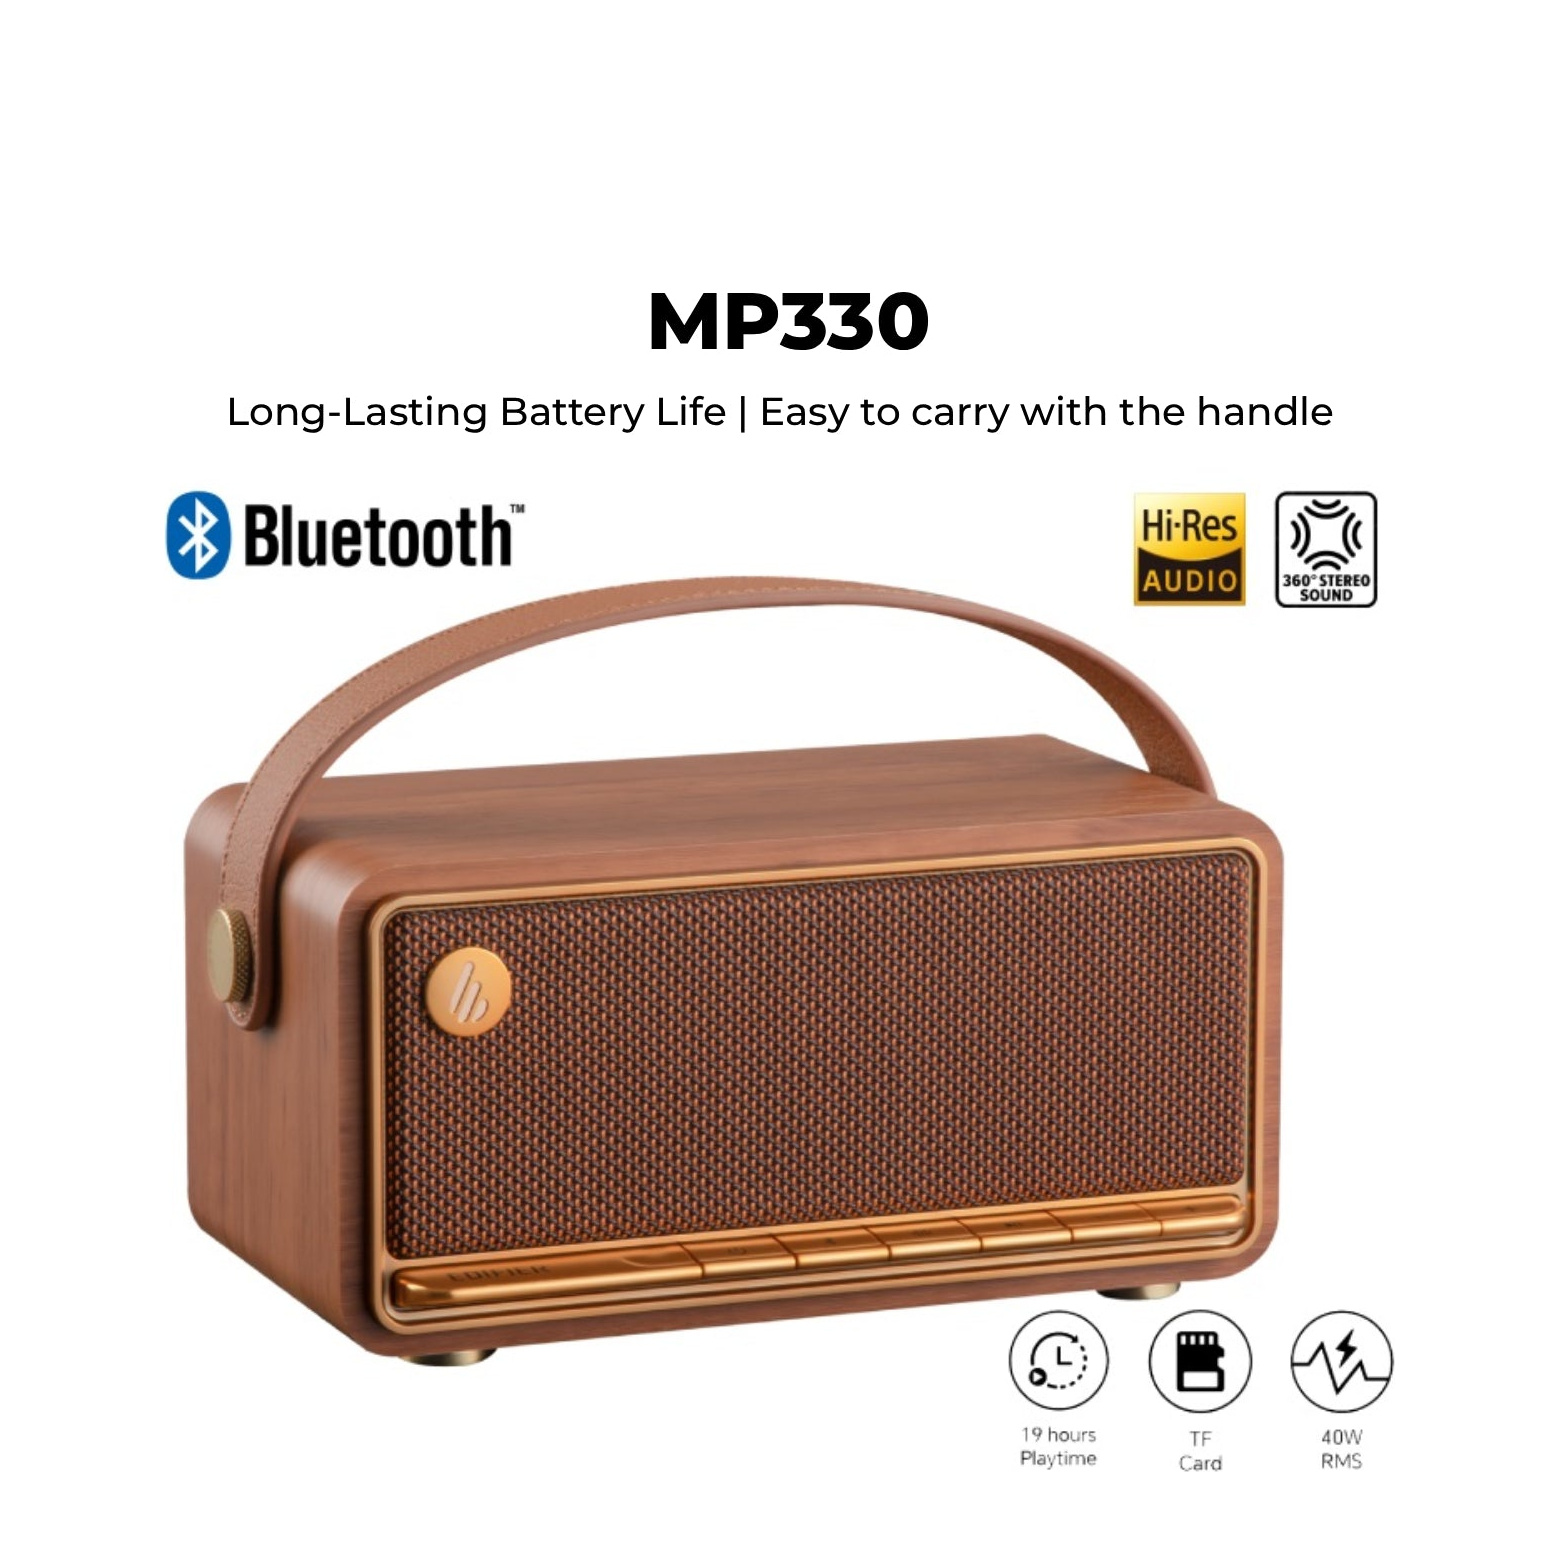 MP330
Long-Lasting Battery Life | Easy to carry with the handle
Bluetooth™
Hi-Res
AUDIO
360° STEREO
SOUND
EDIFIER
19 hours
Playtime
TF
Card
40W
RMS